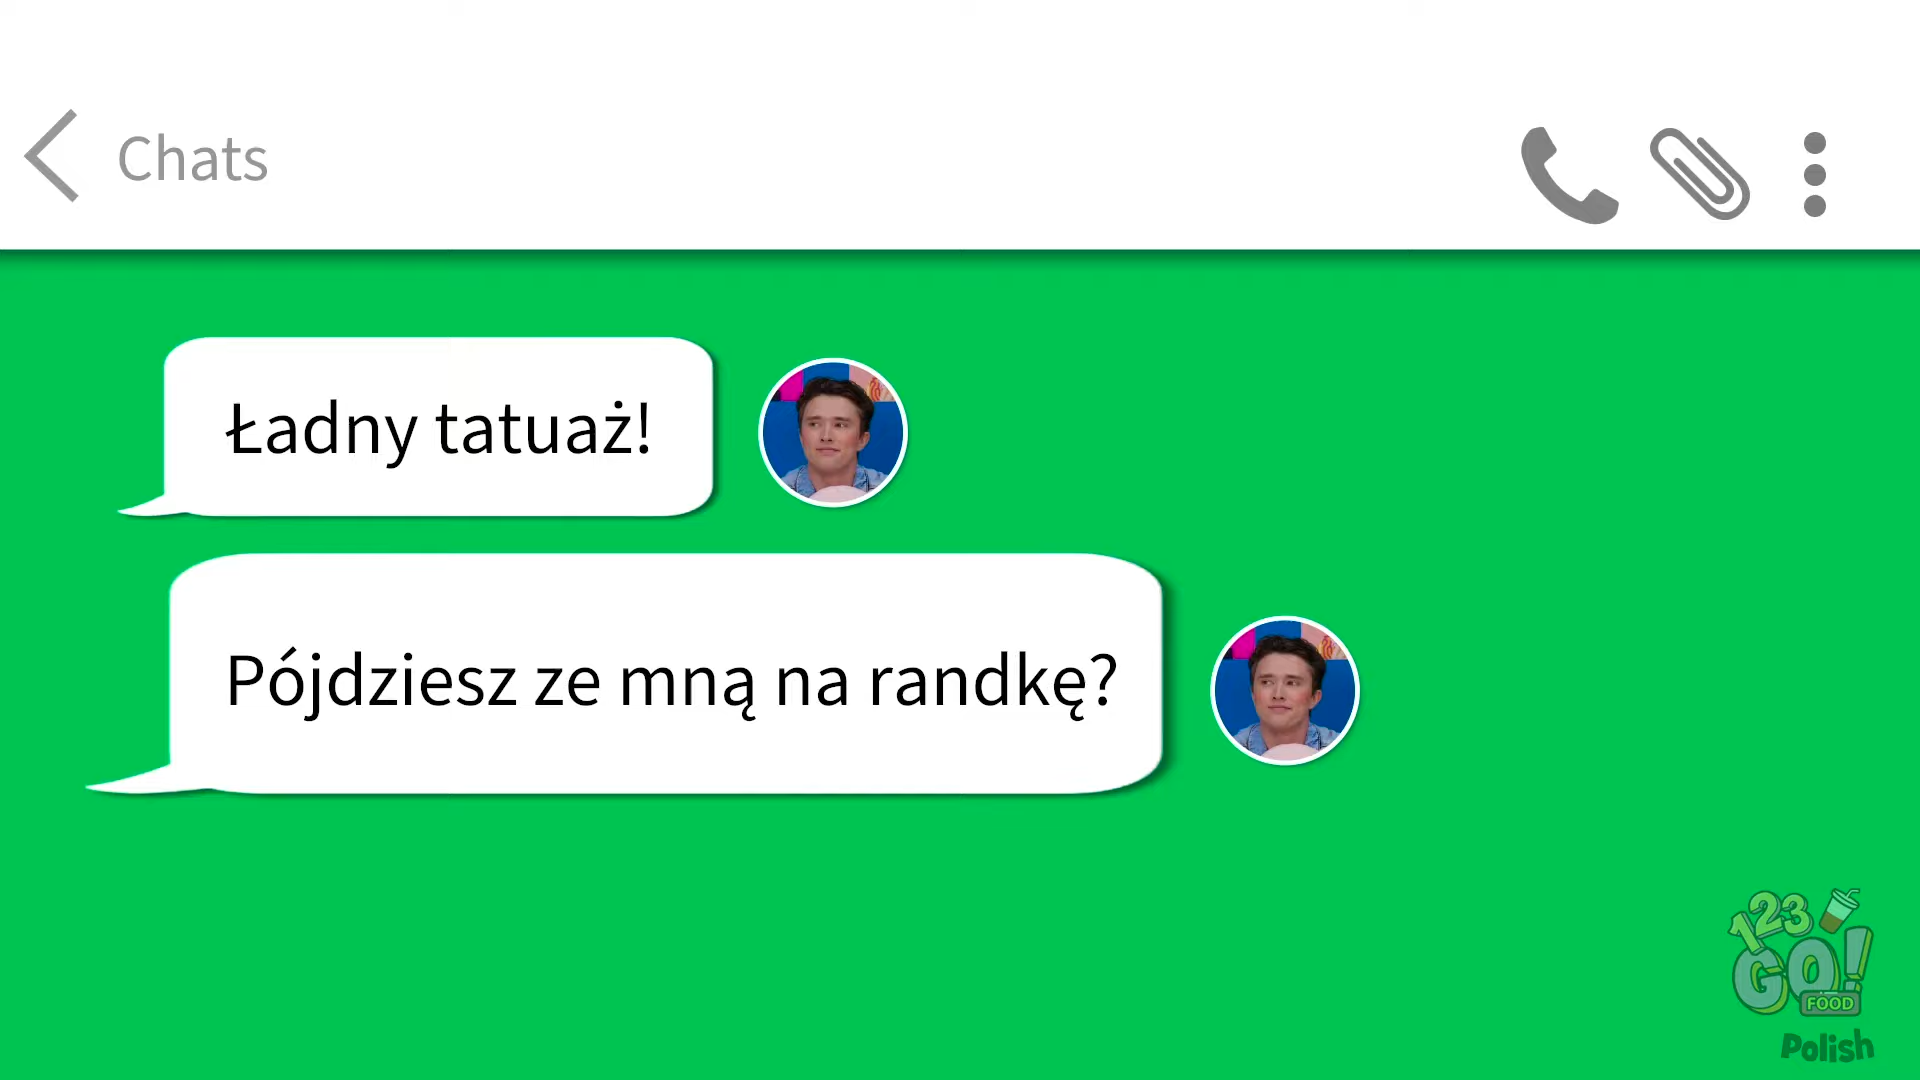 Chats
Ładny tatuaż!
Pójdziesz ze mną na randkę?
123
GO!
FOOD
Polish